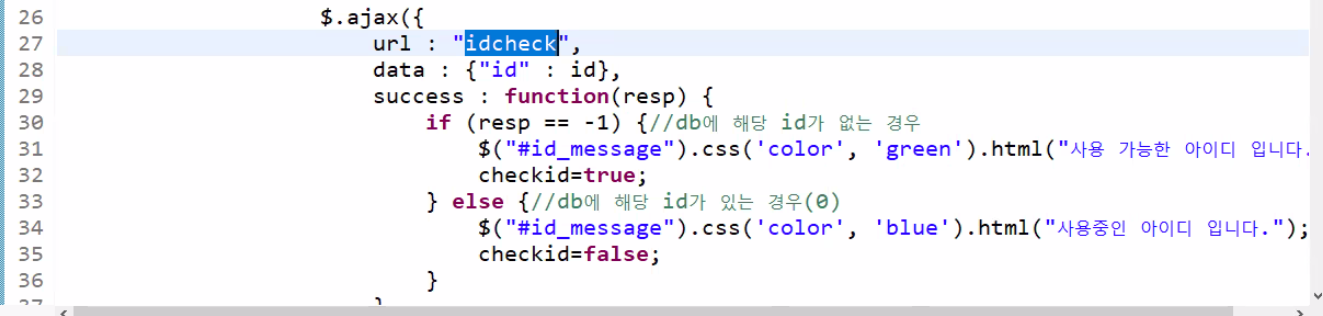 26 $.ajax({
27 url : "idcheck",
28 data : {"id" : id},
29 success : function(resp) {
30 if (resp == -1) {//db에 해당 id가 없는 경우
31 $("#id_message").css('color', 'green').html("사용 가능한 아이디 입니다.
32 checkid=true;
33 } else {//db에 해당 id가 있는 경우(0)
34 $("#id_message").css('color', 'blue').html("사용중인 아이디 입니다.");
35 checkid=false;
36 }
37 }